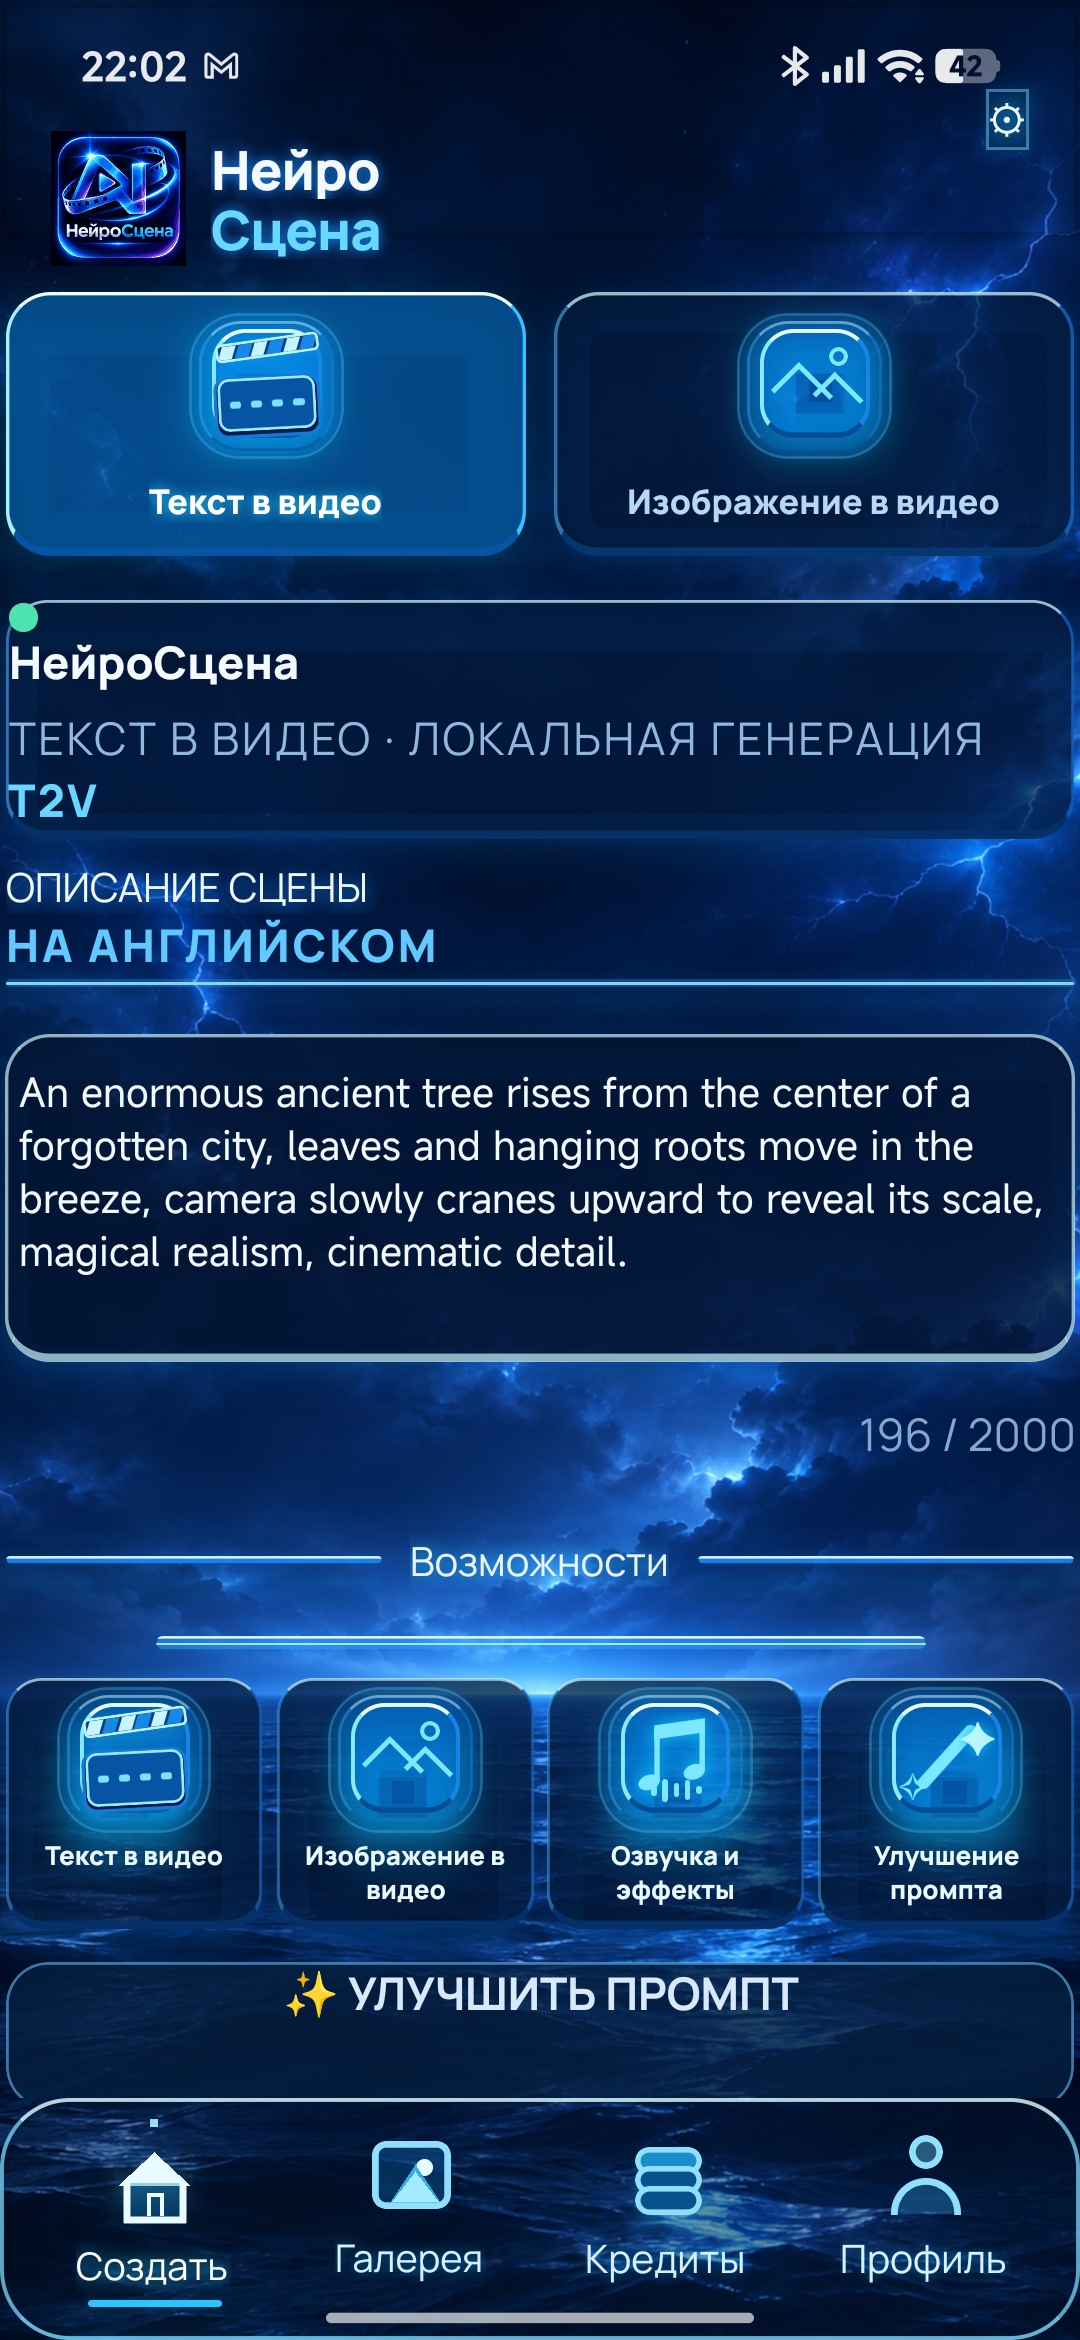 22:02
42
НейроСцена
Нейро
Сцена
Текст в видео
Изображение в видео
НейроСцена
ТЕКСТ В ВИДЕО · ЛОКАЛЬНАЯ ГЕНЕРАЦИЯ
T2V
ОПИСАНИЕ СЦЕНЫ
НА АНГЛИЙСКОМ
An enormous ancient tree rises from the center of a
forgotten city, leaves and hanging roots move in the
breeze, camera slowly cranes upward to reveal its scale,
magical realism, cinematic detail.
196 / 2000
Возможности
Текст в видео
Изображение в
видео
Озвучка и
эффекты
Улучшение
промпта
✨ УЛУЧШИТЬ ПРОМПТ
Создать
Галерея
Кредиты
Профиль